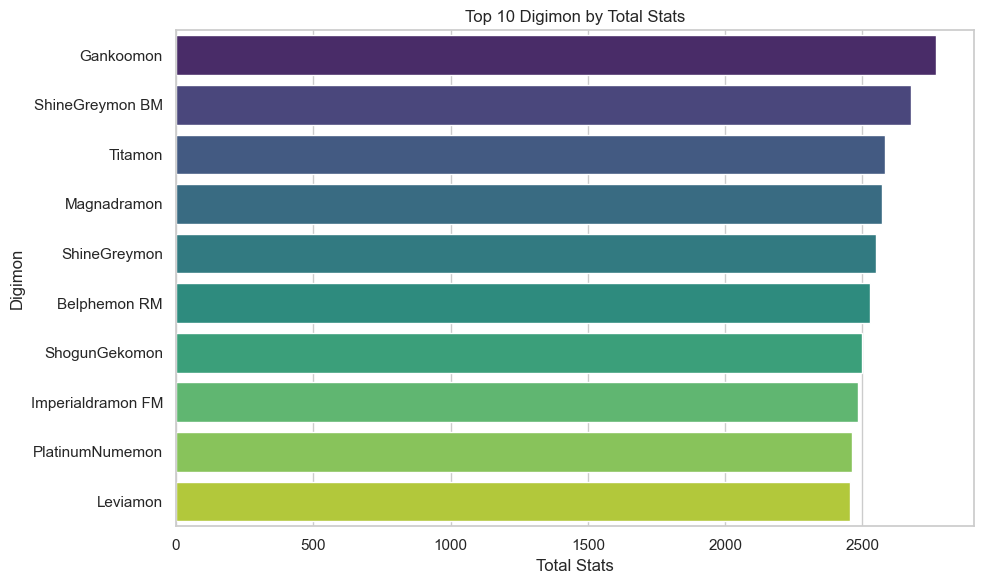 Top 10 Digimon by Total Stats
Digimon
Gankoomon
ShineGreymon BM
Titamon
Magnadramon
ShineGreymon
Belphemon RM
ShogunGekomon
Imperialdramon FM
PlatinumNumemon
Leviamon
0 500 1000 1500 2000 2500
Total Stats